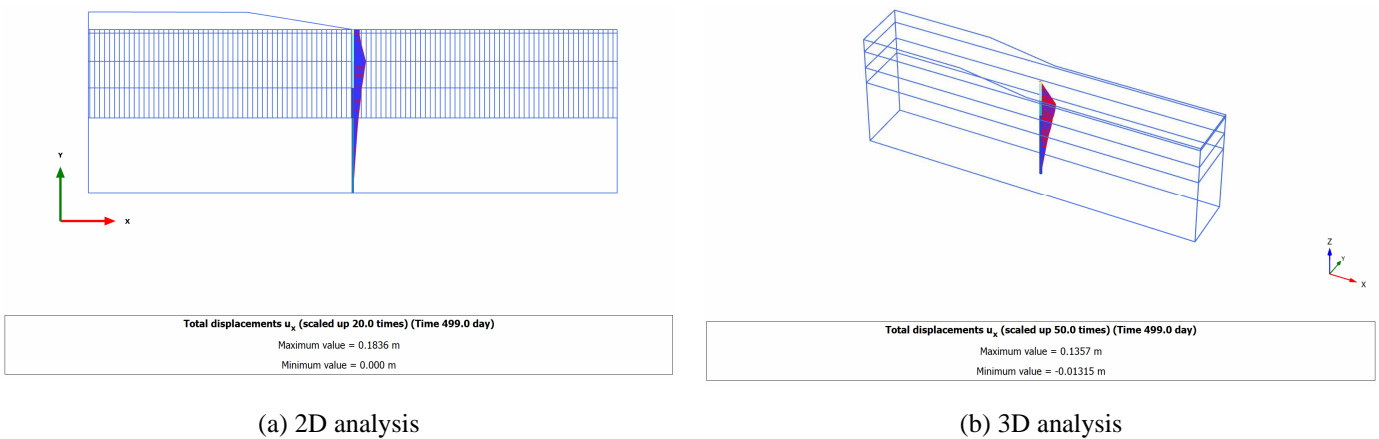 Y
x
Total displacements uₓ (scaled up 20.0 times) (Time 499.0 day)
Maximum value = 0.1836 m
Minimum value = 0.000 m
(a) 2D analysis
Z
Y
X
Total displacements uₓ (scaled up 50.0 times) (Time 499.0 day)
Maximum value = 0.1357 m
Minimum value = -0.01315 m
(b) 3D analysis